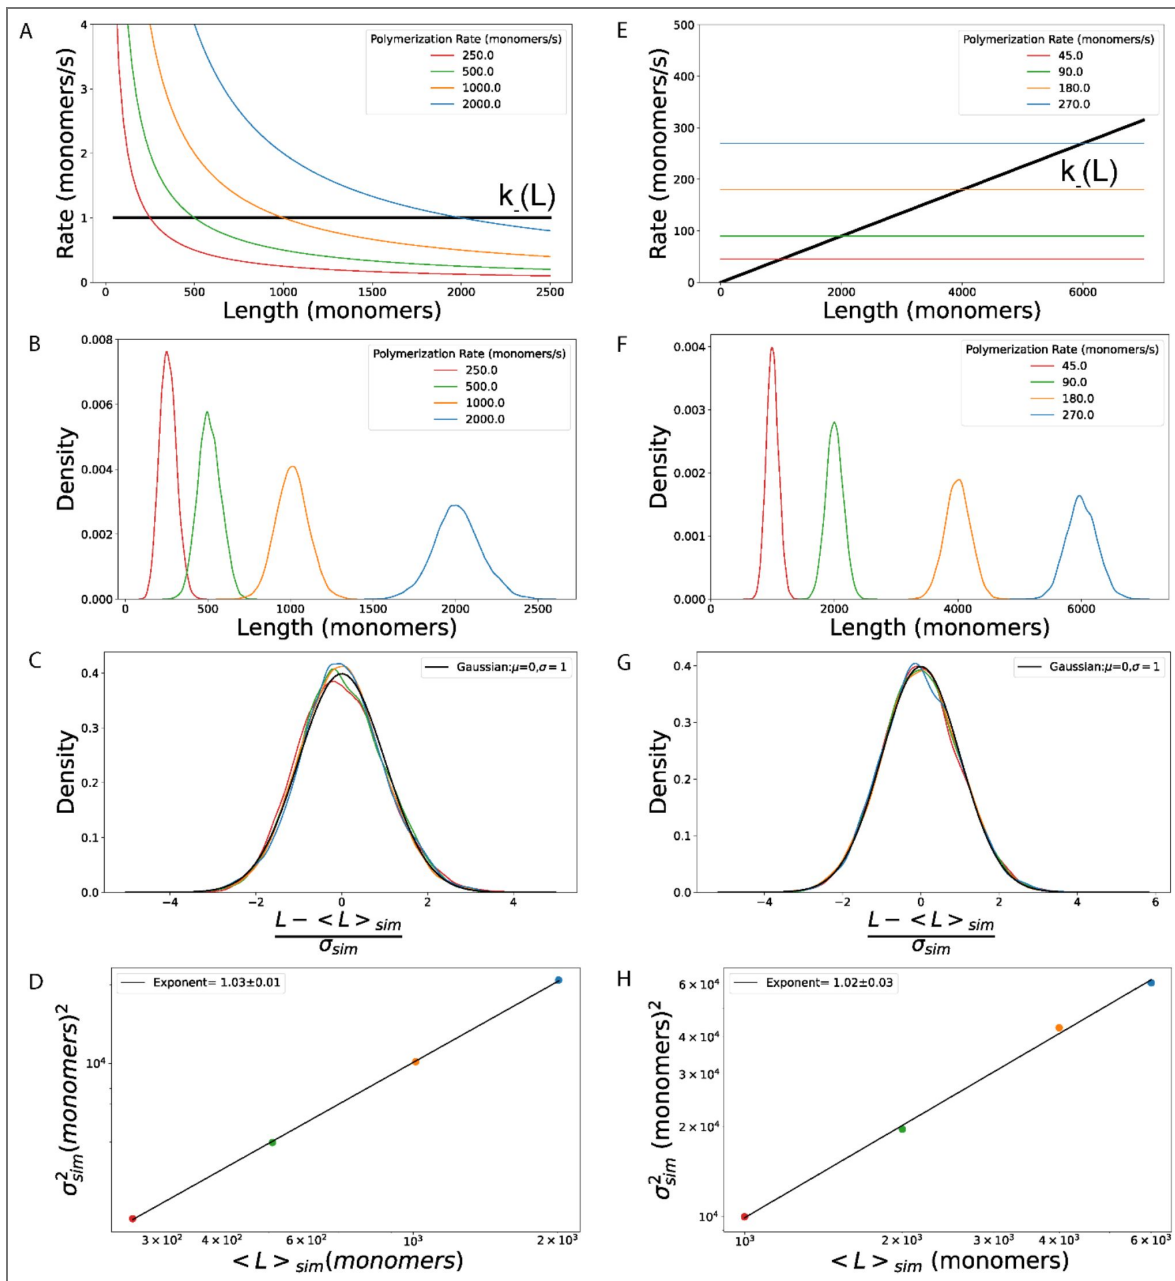 A
4
3
2
1
0
Rate (monomers/s)
Polymerization Rate (monomers/s)
250.0
500.0
1000.0
2000.0
k_(L)
0 500 1000 1500 2000 2500
Length (monomers)
E
500
400
300
200
100
0
Rate (monomers/s)
Polymerization Rate (monomers/s)
45.0
90.0
180.0
270.0
k_(L)
0 2000 4000 6000
Length (monomers)
B
0.008
0.006
0.004
0.002
0.000
Density
Polymerization Rate (monomers/s)
250.0
500.0
1000.0
2000.0
0 500 1000 1500 2000 2500
Length (monomers)
F
0.004
0.003
0.002
0.001
0.000
Density
Polymerization Rate (monomers/s)
45.0
90.0
180.0
270.0
0 2000 4000 6000
Length (monomers)
C
0.4
0.3
0.2
0.1
0.0
Density
Gaussian:μ=0,σ=1
−4 −2 0 2 4
L − <L>sim
σsim
G
0.4
0.3
0.2
0.1
0.0
Density
Gaussian:μ=0,σ=1
−4 −2 0 2 4 6
L − <L>sim
σsim
D
10⁴
σ²sim(monomers)²
Exponent= 1.03±0.01
3 × 10² 4 × 10² 6 × 10² 10³ 2 × 10³
<L>sim(monomers)
H
6 × 10⁴
4 × 10⁴
3 × 10⁴
2 × 10⁴
10⁴
σ²sim (monomers)²
Exponent= 1.02±0.03
10³ 2 × 10³ 3 × 10³ 4 × 10³ 6 × 10³
<L>sim (monomers)